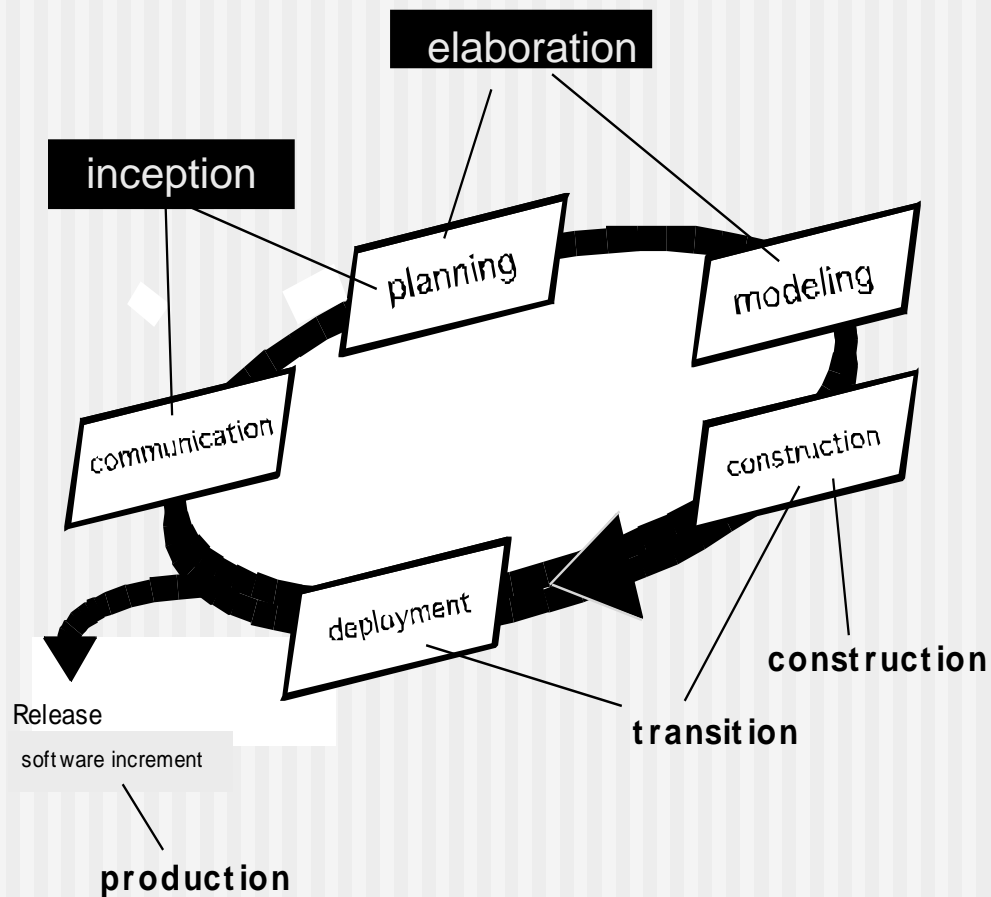 elaboration
inception
planning
modeling
communication
construction
deployment
construction
transition
Release
software increment
production